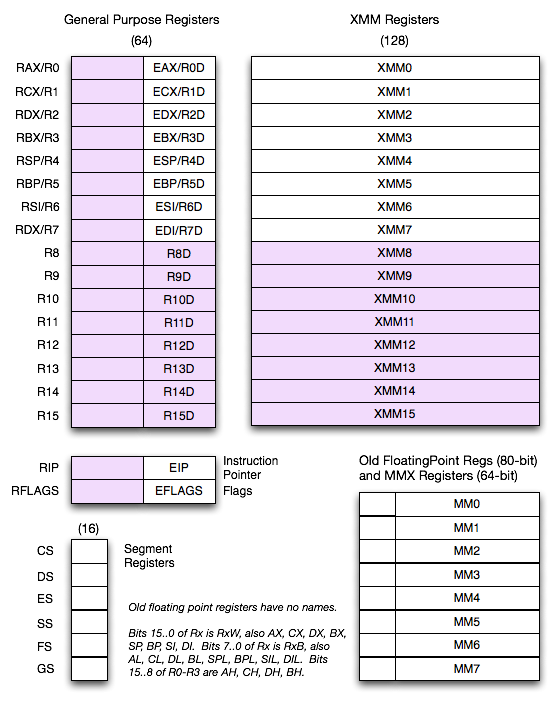 General Purpose Registers
(64)
RAX/R0 EAX/R0D
RCX/R1 ECX/R1D
RDX/R2 EDX/R2D
RBX/R3 EBX/R3D
RSP/R4 ESP/R4D
RBP/R5 EBP/R5D
RSI/R6 ESI/R6D
RDX/R7 EDI/R7D
R8 R8D
R9 R9D
R10 R10D
R11 R11D
R12 R12D
R13 R13D
R14 R14D
R15 R15D
XMM Registers
(128)
XMM0
XMM1
XMM2
XMM3
XMM4
XMM5
XMM6
XMM7
XMM8
XMM9
XMM10
XMM11
XMM12
XMM13
XMM14
XMM15
RIP EIP Instruction
Pointer
RFLAGS EFLAGS Flags
(16)
CS
DS
ES
SS
FS
GS
Segment
Registers
Old floating point registers have no names.
Bits 15..0 of Rx is RxW, also AX, CX, DX, BX,
SP, BP, SI, DI. Bits 7..0 of Rx is RxB, also
AL, CL, DL, BL, SPL, BPL, SIL, DIL. Bits
15..8 of R0-R3 are AH, CH, DH, BH.
Old FloatingPoint Regs (80-bit)
and MMX Registers (64-bit)
MM0
MM1
MM2
MM3
MM4
MM5
MM6
MM7